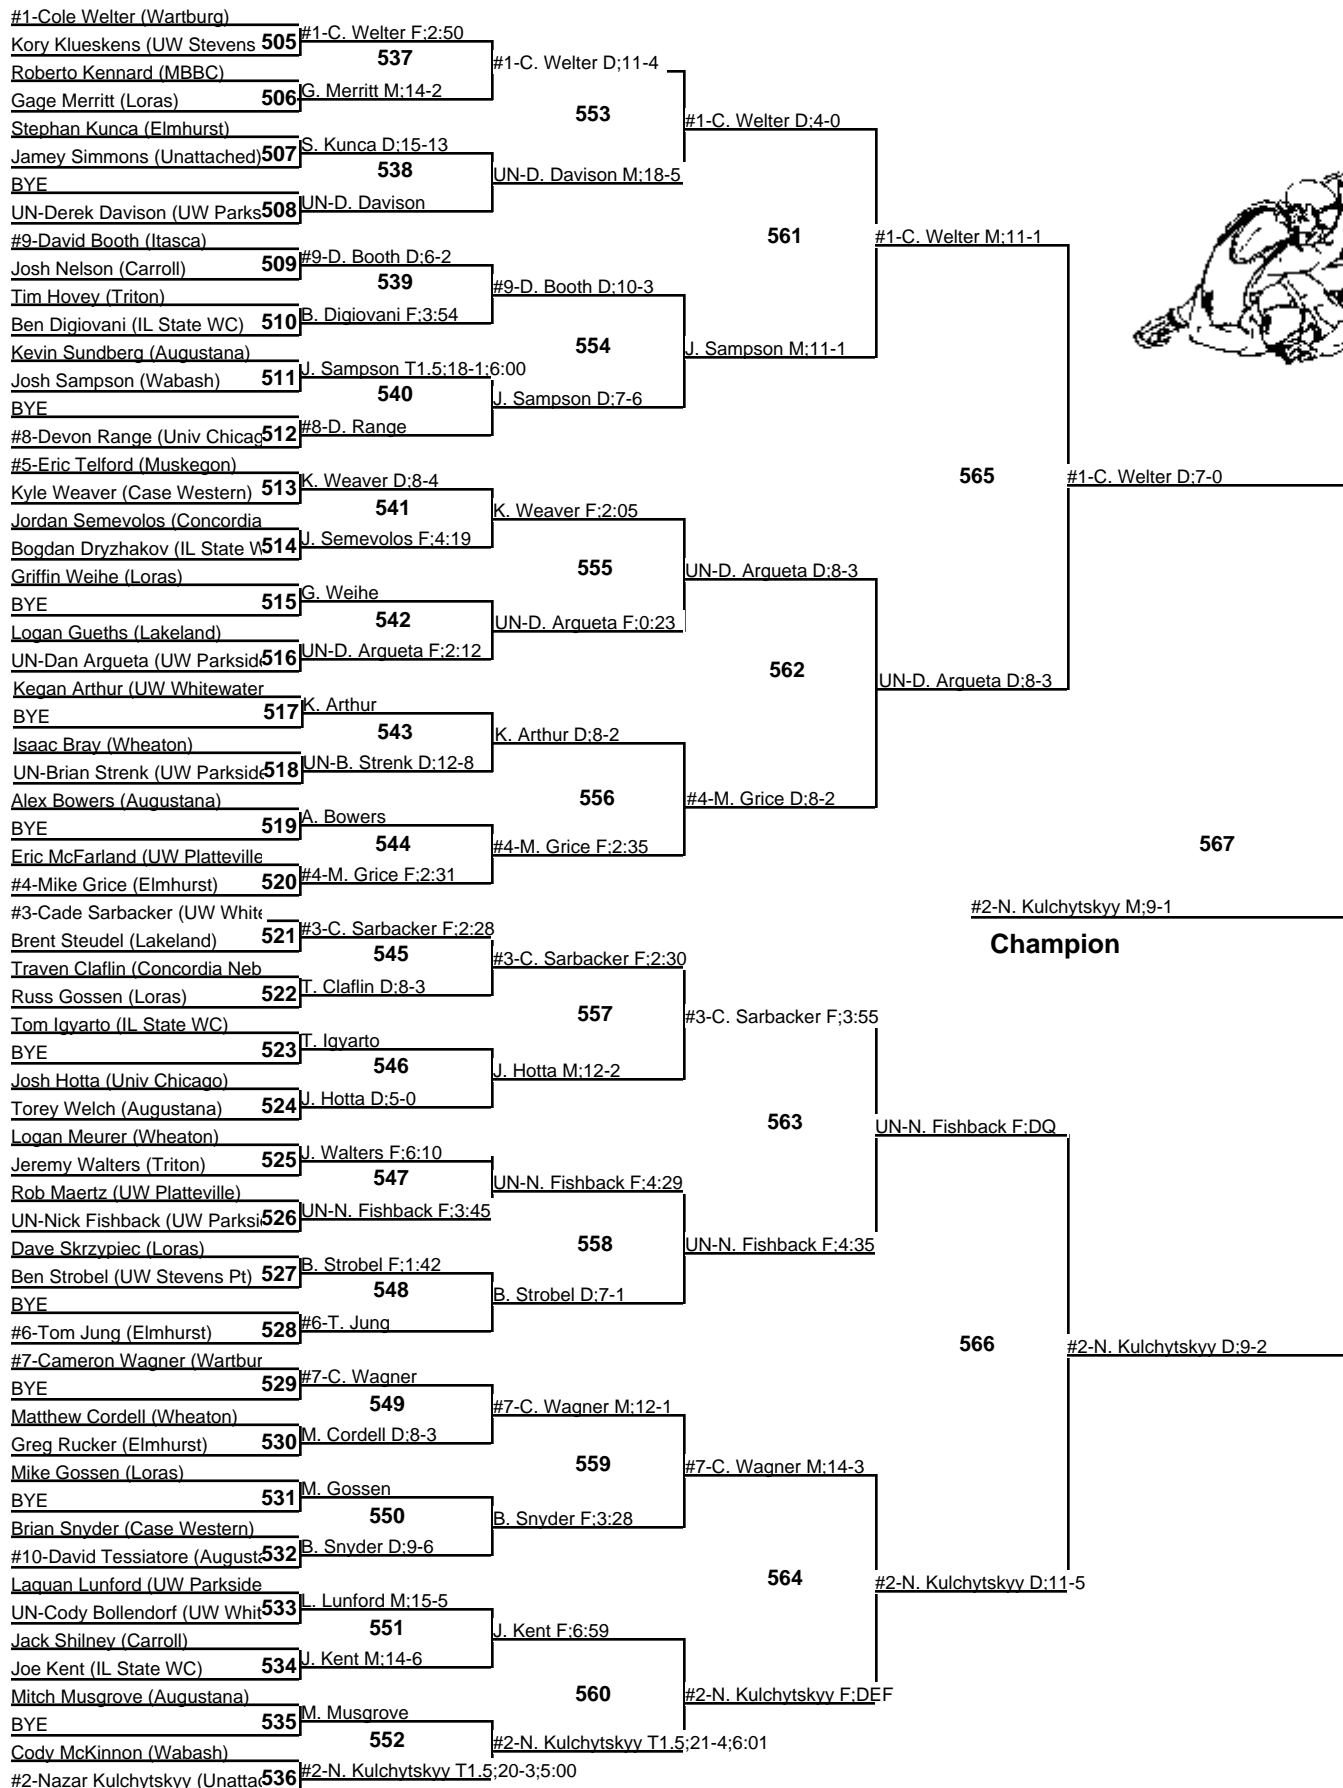 #1-Cole Welter (Wartburg)
Kory Klueskens (UW Stevens 505
Roberto Kennard (MBBC)
Gage Merritt (Loras) 506
Stephan Kunca (Elmhurst)
Jamey Simmons (Unattached) 507
BYE
UN-Derek Davison (UW Parks 508
#9-David Booth (Itasca)
Josh Nelson (Carroll) 509
Tim Hovey (Triton)
Ben Digiovani (IL State WC) 510
Kevin Sundberg (Augustana)
Josh Sampson (Wabash) 511
BYE
#8-Devon Range (Univ Chicag 512
#5-Eric Telford (Muskegon)
Kyle Weaver (Case Western) 513
Jordan Semevolos (Concordia
Bogdan Dryzhakov (IL State W 514
Griffin Weihe (Loras)
BYE 515
Logan Gueths (Lakeland)
UN-Dan Argueta (UW Parkside 516
Kegan Arthur (UW Whitewater
BYE 517
Isaac Bray (Wheaton)
UN-Brian Strenk (UW Parkside 518
Alex Bowers (Augustana)
BYE 519
Eric McFarland (UW Platteville
#4-Mike Grice (Elmhurst) 520
#3-Cade Sarbacker (UW White
Brent Steudel (Lakeland) 521
Traven Claflin (Concordia Neb
Russ Gossen (Loras) 522
Tom Igyarto (IL State WC)
BYE 523
Josh Hotta (Univ Chicago)
Torey Welch (Augustana) 524
Logan Meurer (Wheaton)
Jeremy Walters (Triton) 525
Rob Maertz (UW Platteville)
UN-Nick Fishback (UW Parksi 526
Dave Skrzypiec (Loras)
Ben Strobel (UW Stevens Pt) 527
BYE
#6-Tom Jung (Elmhurst) 528
#7-Cameron Wagner (Wartbur
BYE 529
Matthew Cordell (Wheaton)
Greg Rucker (Elmhurst) 530
Mike Gossen (Loras)
BYE 531
Brian Snyder (Case Western)
#10-David Tessiatore (Augusta 532
Laquan Lunford (UW Parkside
UN-Cody Bollendorf (UW Whit 533
Jack Shilney (Carroll)
Joe Kent (IL State WC) 534
Mitch Musgrove (Augustana)
BYE 535
Cody McKinnon (Wabash)
#2-Nazar Kulchytskyy (Unattac 536
#1-C. Welter F;2:50
537
G. Merritt M;14-2
S. Kunca D;15-13
538
UN-D. Davison
#9-D. Booth D;6-2
539
B. Digiovani F;3:54
J. Sampson T1.5;18-1;6:00
540
#8-D. Range
K. Weaver D;8-4
541
J. Semevolos F;4:19
G. Weihe
542
UN-D. Argueta F;2:12
K. Arthur
543
UN-B. Strenk D;12-8
A. Bowers
544
#4-M. Grice F;2:31
#3-C. Sarbacker F;2:28
545
T. Claflin D;8-3
T. Igyarto
546
J. Hotta D;5-0
J. Walters F;6:10
547
UN-N. Fishback F;3:45
B. Strobel F;1:42
548
#6-T. Jung
#7-C. Wagner
549
M. Cordell D;8-3
M. Gossen
550
B. Snyder D;9-6
L. Lunford M;15-5
551
J. Kent M;14-6
M. Musgrove
552
#2-N. Kulchytskyy T1.5;20-3;5:00
#1-C. Welter D;11-4
553
UN-D. Davison M;18-5
#9-D. Booth D;10-3
554
J. Sampson D;7-6
K. Weaver F;2:05
555
UN-D. Argueta F;0:23
K. Arthur D;8-2
556
#4-M. Grice F;2:35
#3-C. Sarbacker F;2:30
557
J. Hotta M;12-2
UN-N. Fishback F;4:29
558
B. Strobel D;7-1
#7-C. Wagner M;12-1
559
B. Snyder F;3:28
J. Kent F;6:59
560
#2-N. Kulchytskyy T1.5;21-4;6:01
#1-C. Welter D;4-0
561
J. Sampson M;11-1
UN-D. Argueta D;8-3
562
#4-M. Grice D;8-2
#3-C. Sarbacker F;3:55
563
UN-N. Fishback F;4:35
#7-C. Wagner M;14-3
564
#2-N. Kulchytskyy F;DEF
#1-C. Welter M;11-1
565
UN-D. Argueta D;8-3
UN-N. Fishback F;DQ
566
#2-N. Kulchytskyy D;11-5
#1-C. Welter D;7-0
567
#2-N. Kulchytskyy D;9-2
#2-N. Kulchytskyy M;9-1
Champion